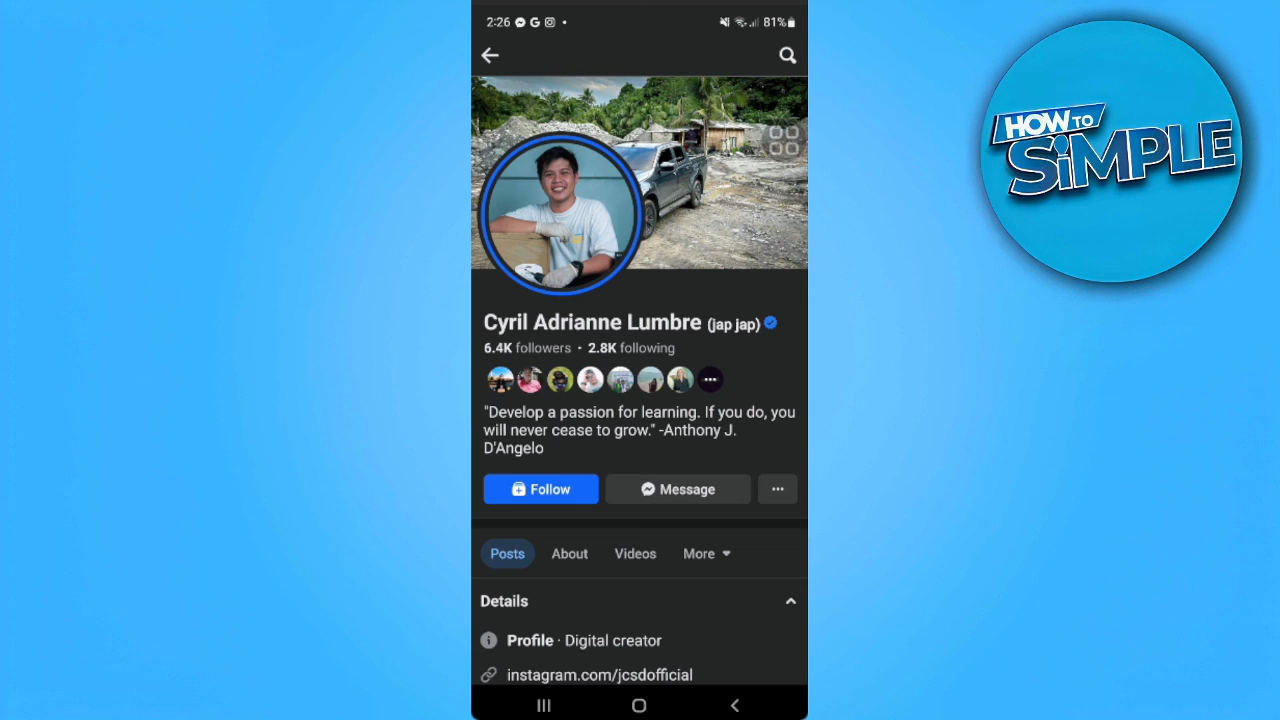 2:26
81%
HOW TO
SiMPLE
Cyril Adrianne Lumbre (jap jap)
6.4K followers • 2.8K following
"Develop a passion for learning. If you do, you
will never cease to grow." -Anthony J.
D'Angelo
Follow
Message
Posts
About
Videos
More
Details
Profile · Digital creator
instagram.com/jcsdofficial